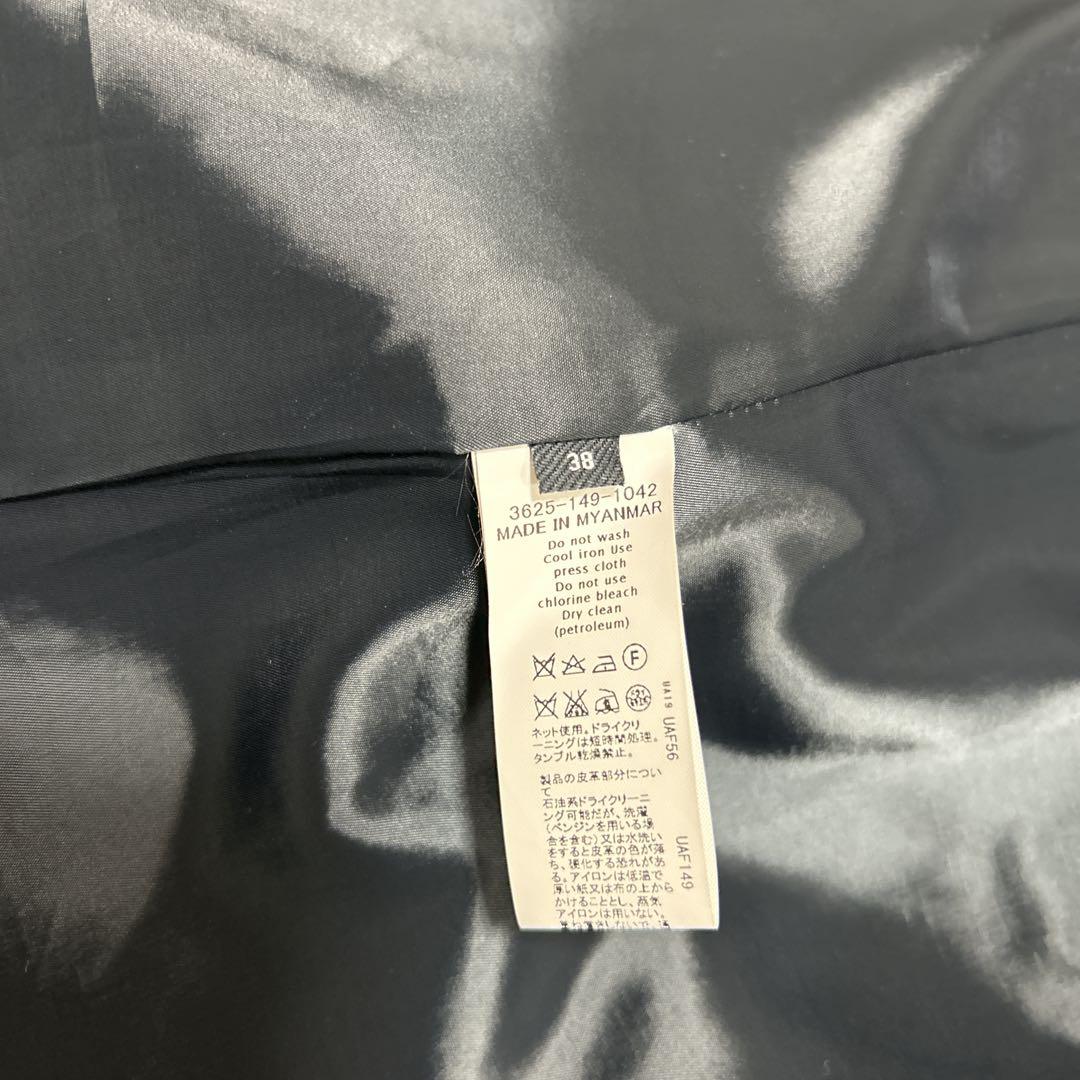 38
3625-149-1042
MADE IN MYANMAR
Do not wash
Cool iron Use
press cloth
Do not use
chlorine bleach
Dry clean
(petroleum)
F
ネット使用。ドライクリ
ーニングは短時間処理。
タンブル乾燥禁止。
製品の皮革部分につい
て
石油系ドライクリーニ
ング可能だが、洗濯
(ベンジンを用いる場
合を含む)又は水洗い
をすると皮革の色が落
ち、硬化する恐れがあ
る。アイロンは低温で
厚い紙又は布の上から
かけることとし、蒸気
アイロンは用いない。
UA19 UAF56
UAF149